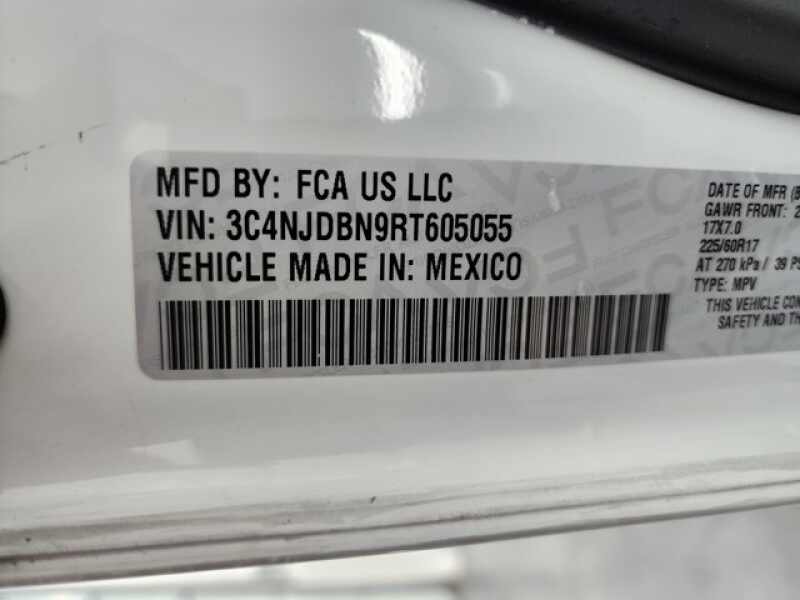 MFD BY: FCA US LLC
VIN: 3C4NJDBN9RT605055
VEHICLE MADE IN: MEXICO
DATE OF MFR
GAWR FRONT:
17X7.0
225/60R17
AT 270 kPa / 39
TYPE: MPV
THIS VEHICLE
SAFETY AND